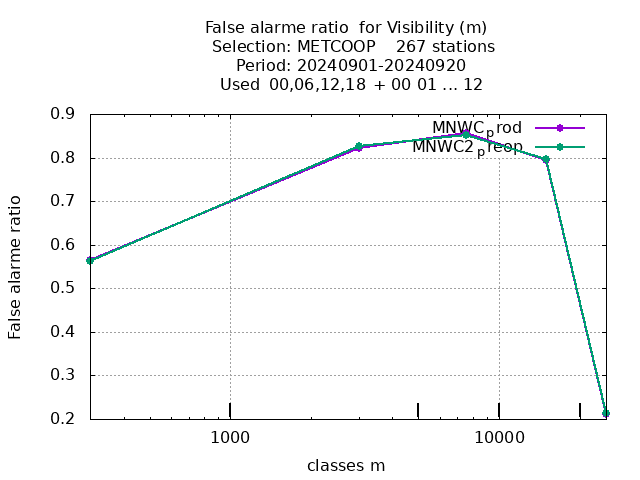 False alarme ratio  for Visibility (m)
Selection: METCOOP    267 stations
Period: 20240901-20240920
Used  00,06,12,18  + 00 01 ... 12
MNWC_prod
MNWC2_preop
False alarme ratio
0.9
0.8
0.7
0.6
0.5
0.4
0.3
0.2
1000
10000
classes m